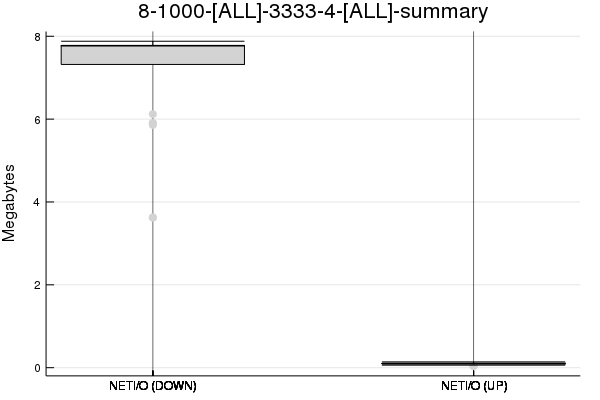 8-1000-[ALL]-3333-4-[ALL]-summary
Megabytes
8
6
4
2
0
NETI/O (DOWN)
NETI/O (UP)